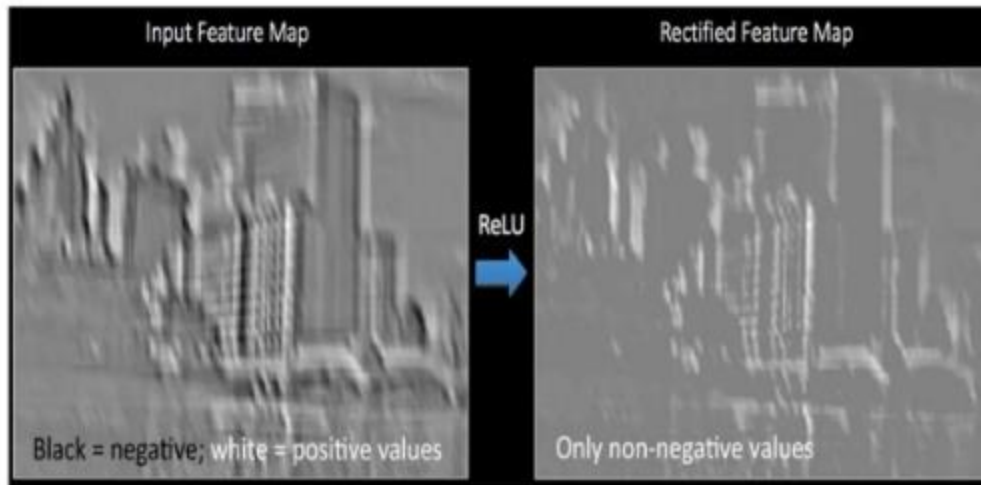 Input Feature Map
Rectified Feature Map
ReLU
Black = negative; white = positive values
Only non-negative values